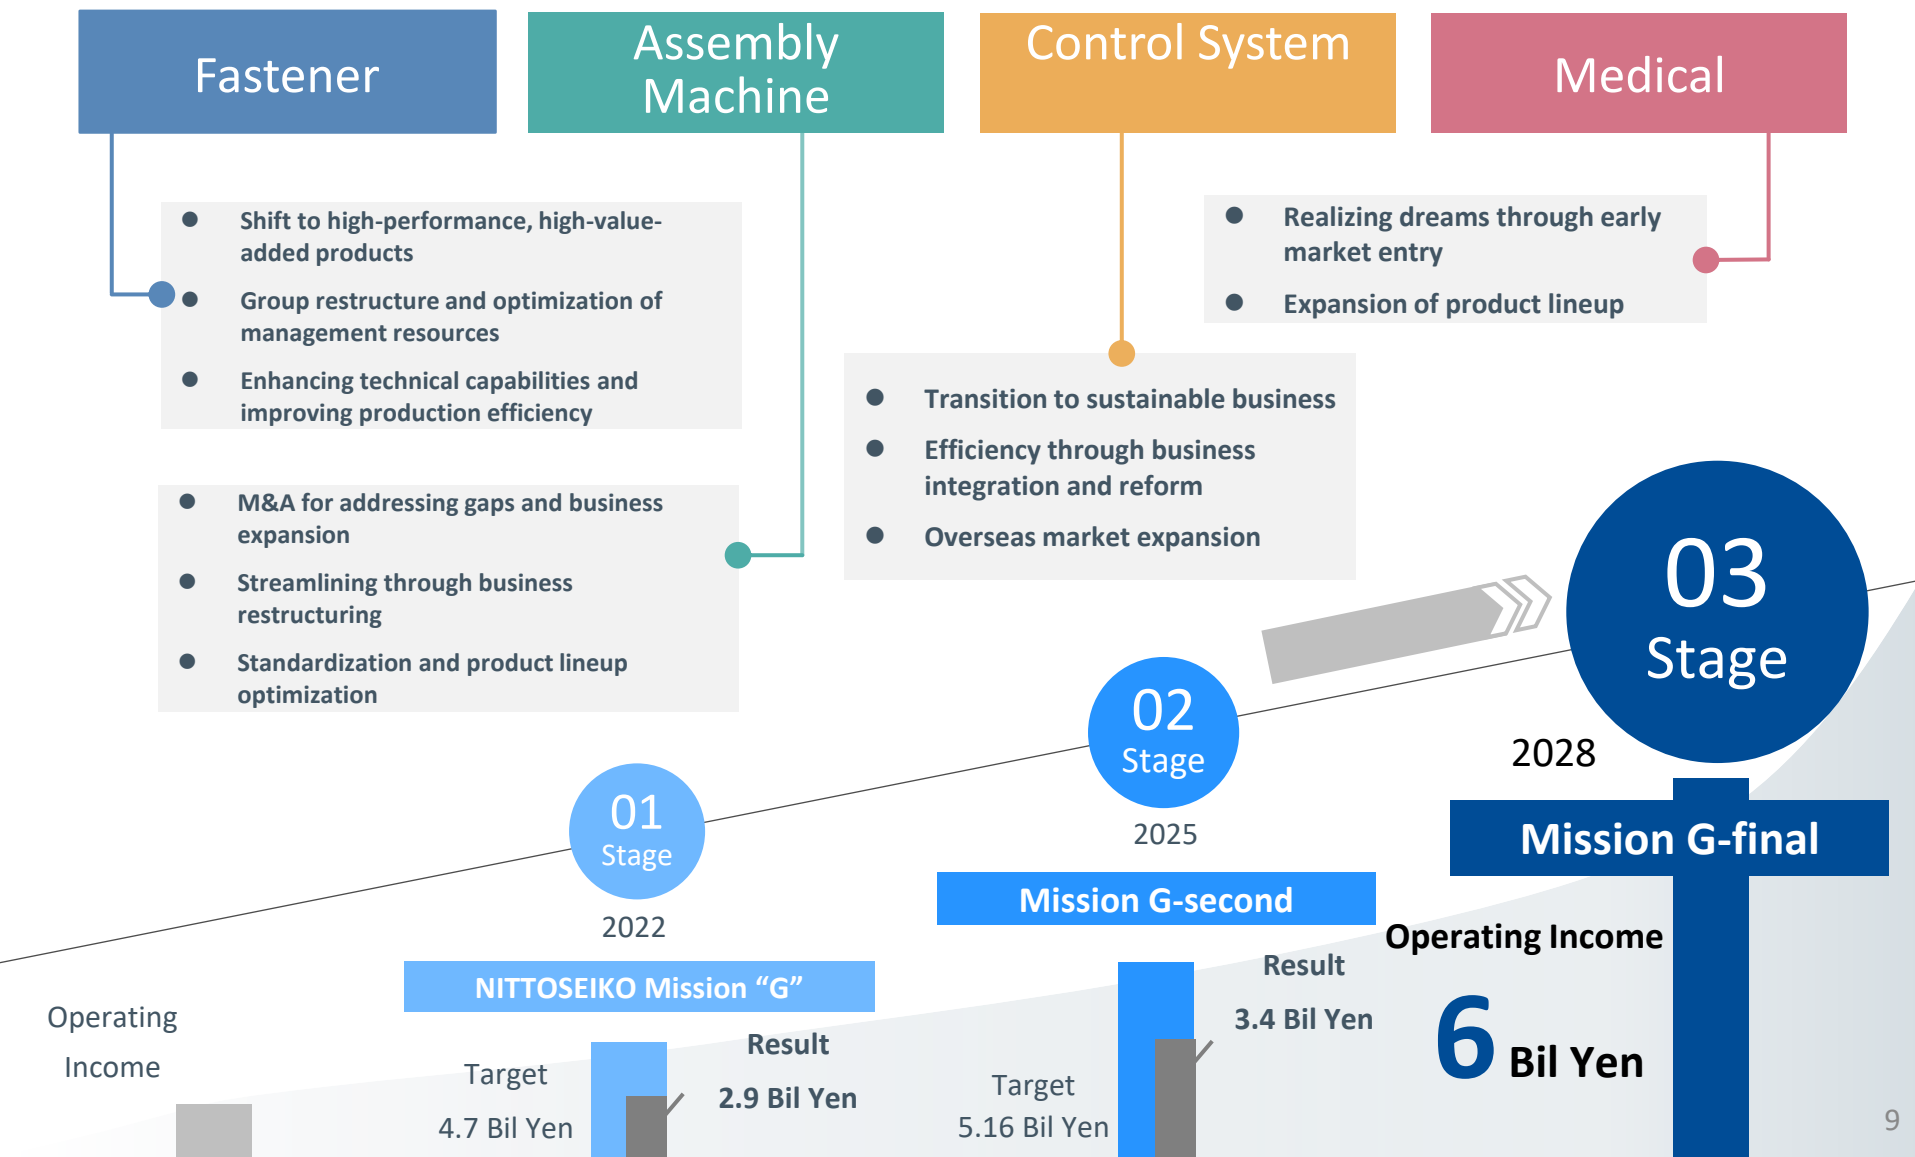 Fastener
Assembly
Machine
Control System
Medical
Shift to high-performance, high-value-
added products
Group restructure and optimization of
management resources
Enhancing technical capabilities and
improving production efficiency
M&A for addressing gaps and business
expansion
Streamlining through business
restructuring
Standardization and product lineup
optimization
Transition to sustainable business
Efficiency through business
integration and reform
Overseas market expansion
Realizing dreams through early
market entry
Expansion of product lineup
01
Stage
2022
NITTOSEIKO Mission “G”
02
Stage
2025
Mission G-second
03
Stage
2028
Mission G-final
Operating
Income
Target
4.7 Bil Yen
Result
2.9 Bil Yen
Target
5.16 Bil Yen
Result
3.4 Bil Yen
Operating Income
6 Bil Yen
9